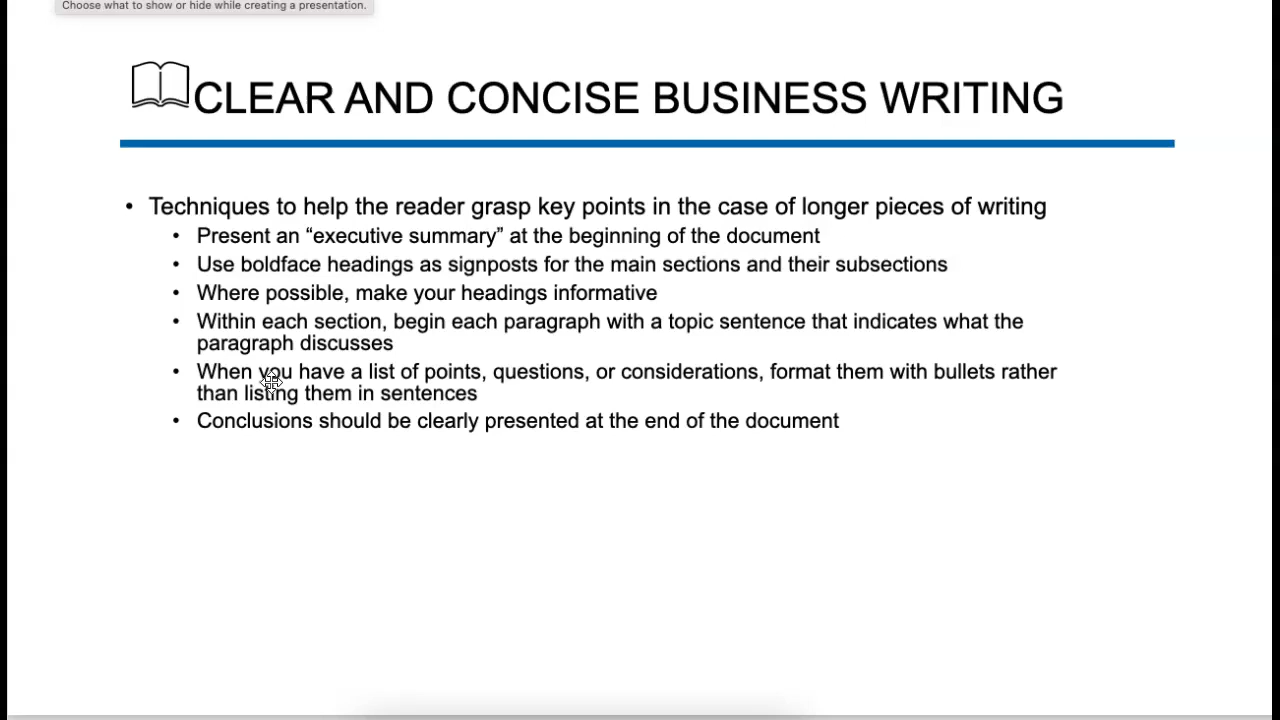 Choose what to show or hide while creating a presentation.
CLEAR AND CONCISE BUSINESS WRITING
• Techniques to help the reader grasp key points in the case of longer pieces of writing
• Present an “executive summary” at the beginning of the document
• Use boldface headings as signposts for the main sections and their subsections
• Where possible, make your headings informative
• Within each section, begin each paragraph with a topic sentence that indicates what the
paragraph discusses
• When you have a list of points, questions, or considerations, format them with bullets rather
than listing them in sentences
• Conclusions should be clearly presented at the end of the document